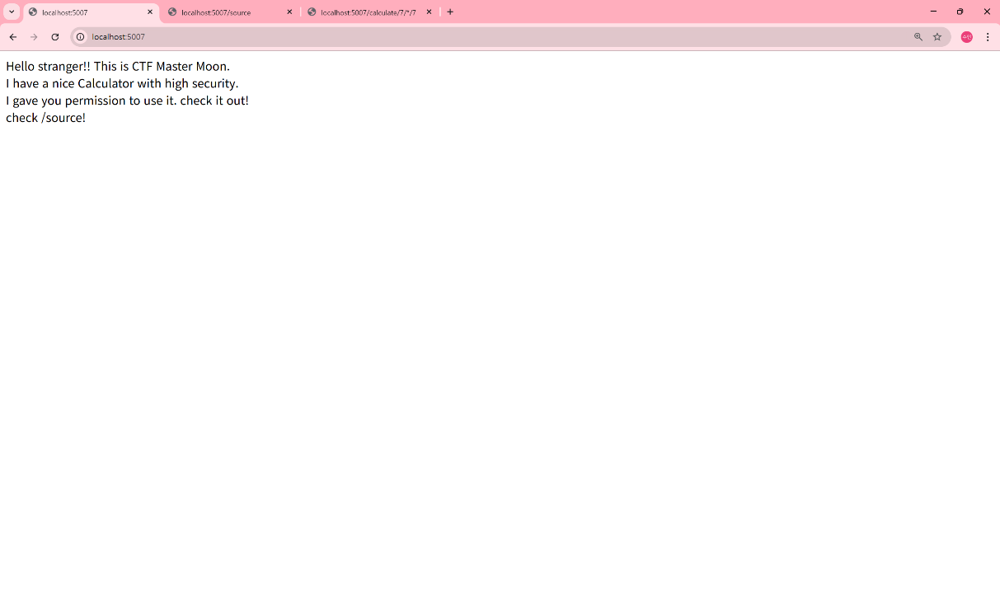 localhost:5007
localhost:5007/source
localhost:5007/calculate/7/*/7
localhost:5007
Hello stranger!! This is CTF Master Moon.
I have a nice Calculator with high security.
I gave you permission to use it. check it out!
check /source!